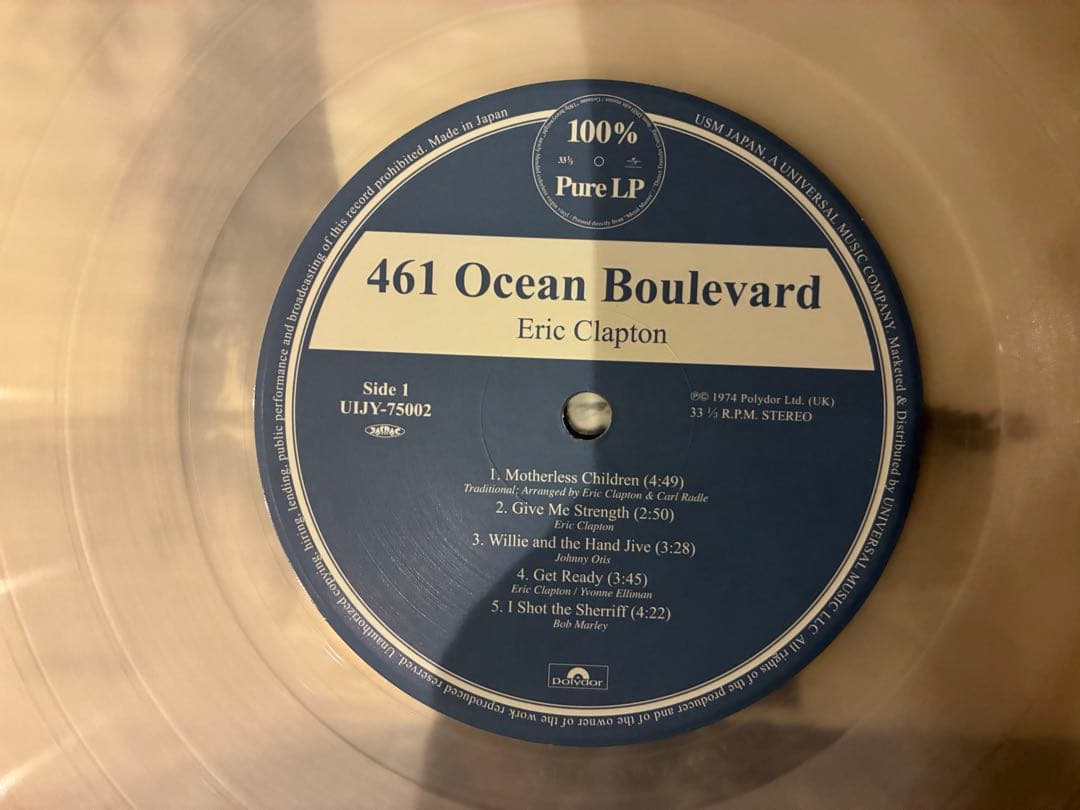 100%
33⅓
Pure LP
461 Ocean Boulevard
Eric Clapton
Side 1
UIJY-75002
JASRAC
℗© 1974 Polydor Ltd. (UK)
33 ⅓ R.P.M. STEREO
1. Motherless Children (4:49)
Traditional; Arranged by Eric Clapton & Carl Radle
2. Give Me Strength (2:50)
Eric Clapton
3. Willie and the Hand Jive (3:28)
Johnny Otis
4. Get Ready (3:45)
Eric Clapton / Yvonne Elliman
5. I Shot the Sherriff (4:22)
Bob Marley
Polydor
USM JAPAN, A UNIVERSAL MUSIC COMPANY. Marketed & Distributed by UNIVERSAL MUSIC LLC. All rights of the producer and of the owner of the work reproduced reserved. Unauthorized copying, hiring, lending, public performance and broadcasting of this record prohibited. Made in Japan